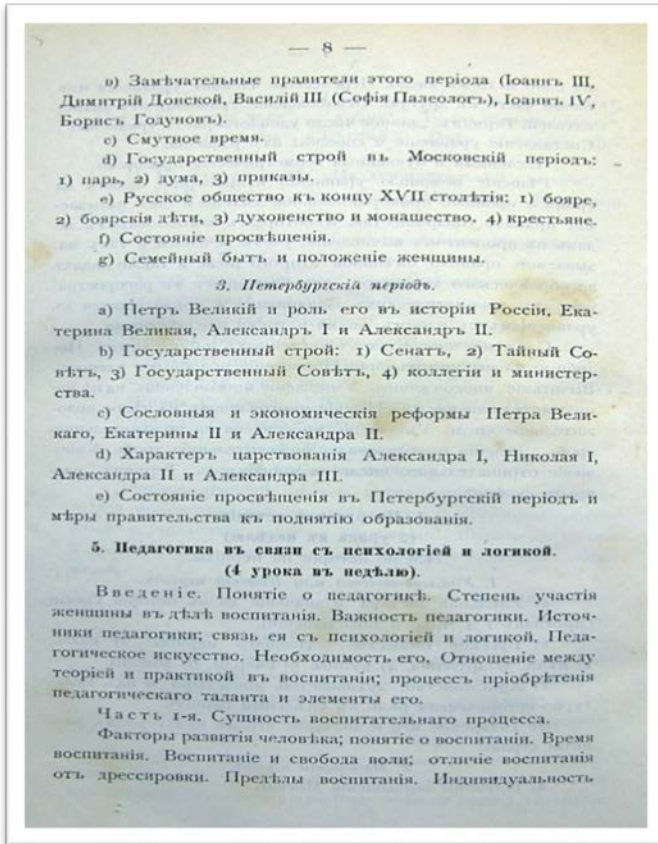 — 8 —
b) Замѣчательные правители этого періода (Іоаннъ III,
Димитрій Донской, Василій III (Софія Палеологъ), Іоаннъ IV,
Борисъ Годуновъ).
c) Смутное время.
d) Государственный строй въ Московскій періодъ:
1) царь, 2) дума, 3) приказы.
e) Русское общество къ концу XVII столѣтія: 1) бояре,
2) боярскія дѣти, 3) духовенство и монашество. 4) крестьяне.
f) Состояніе просвѣщенія.
g) Семейный бытъ и положеніе женщины.
3. Петербургскій періодъ.
a) Петръ Великій и роль его въ исторіи Россіи, Ека-
терина Великая, Александръ I и Александръ II.
b) Государственный строй: 1) Сенатъ, 2) Тайный Со-
вѣтъ, 3) Государственный Совѣтъ, 4) коллегіи и министер-
ства.
c) Сословныя и экономическія реформы Петра Вели-
каго, Екатерины II и Александра II.
d) Характеръ царствованія Александра I, Николая I,
Александра II и Александра III.
e) Состояніе просвѣщенія въ Петербургскій періодъ и
мѣры правительства къ поднятію образованія.
5. Педагогика въ связи съ психологіей и логикой.
(4 урока въ недѣлю).
Введеніе. Понятіе о педагогикѣ. Степень участія
женщины въ дѣлѣ воспитанія. Важность педагогики. Источ-
ники педагогики; связь ея съ психологіей и логикой. Педа-
гогическое искусство. Необходимость его. Отношеніе между
теоріей и практикой въ воспитаніи; процессъ пріобрѣтенія
педагогическаго таланта и элементы его.
Часть 1-я. Сущность воспитательнаго процесса.
Факторы развитія человѣка; понятіе о воспитаніи. Время
воспитанія. Воспитаніе и свобода воли; отличіе воспитанія
отъ дрессировки. Предѣлы воспитанія. Индивидуальность